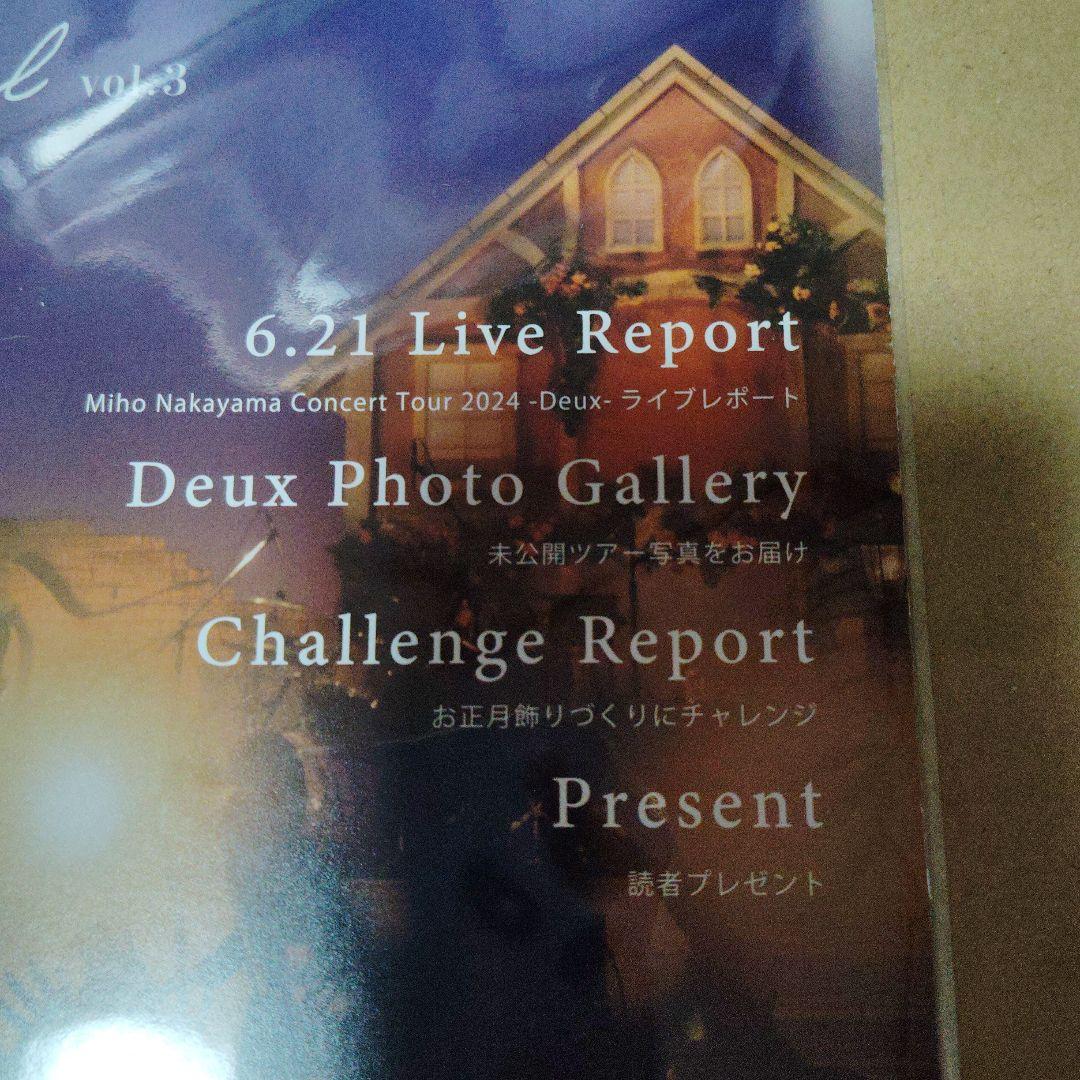 vol.3
6.21 Live Report
Miho Nakayama Concert Tour 2024 -Deux- ライブレポート
Deux Photo Gallery
未公開ツアー写真をお届け
Challenge Report
お正月飾りづくりにチャレンジ
Present
読者プレゼント